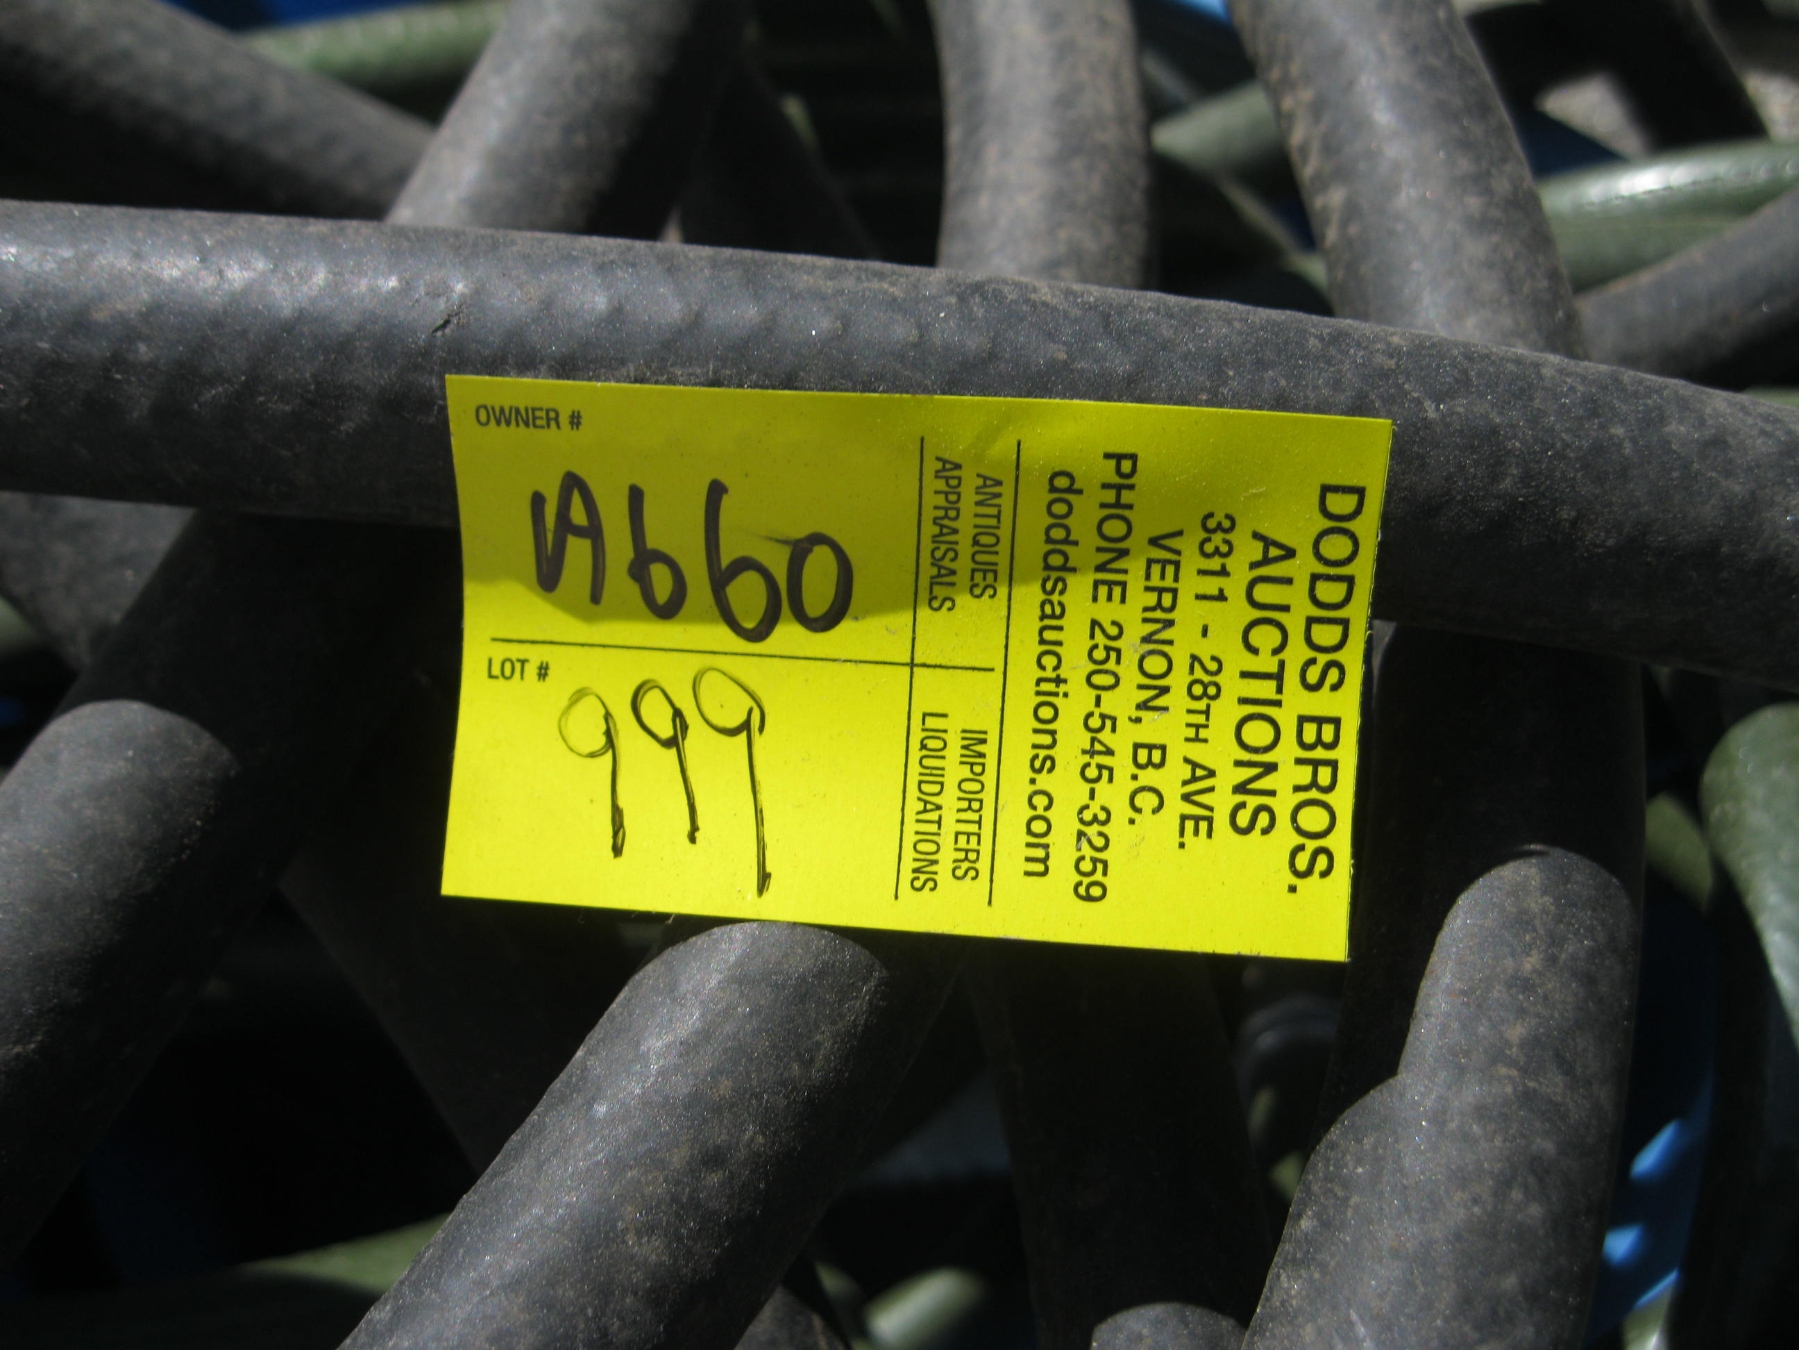 DODDS BROS.
AUCTIONS
3311 - 28TH AVE.
VERNON, B.C.
PHONE 250-545-3259
doddsauctions.com
ANTIQUES
APPRAISALS
IMPORTERS
LIQUIDATIONS
OWNER #
A660
LOT #
999